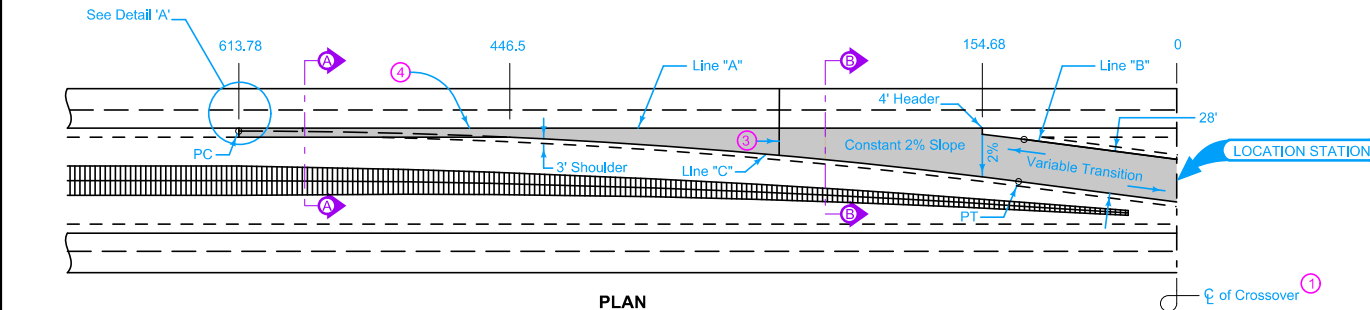 See Detail 'A'
613.78
446.5
154.68
0
A
4
Line "A"
B
Line "B"
4' Header
28'
3
PC
3' Shoulder
Line "C"
Constant 2% Slope
2%
Variable Transition
LOCATION STATION
A
B
PT
PLAN
℄ of Crossover
1